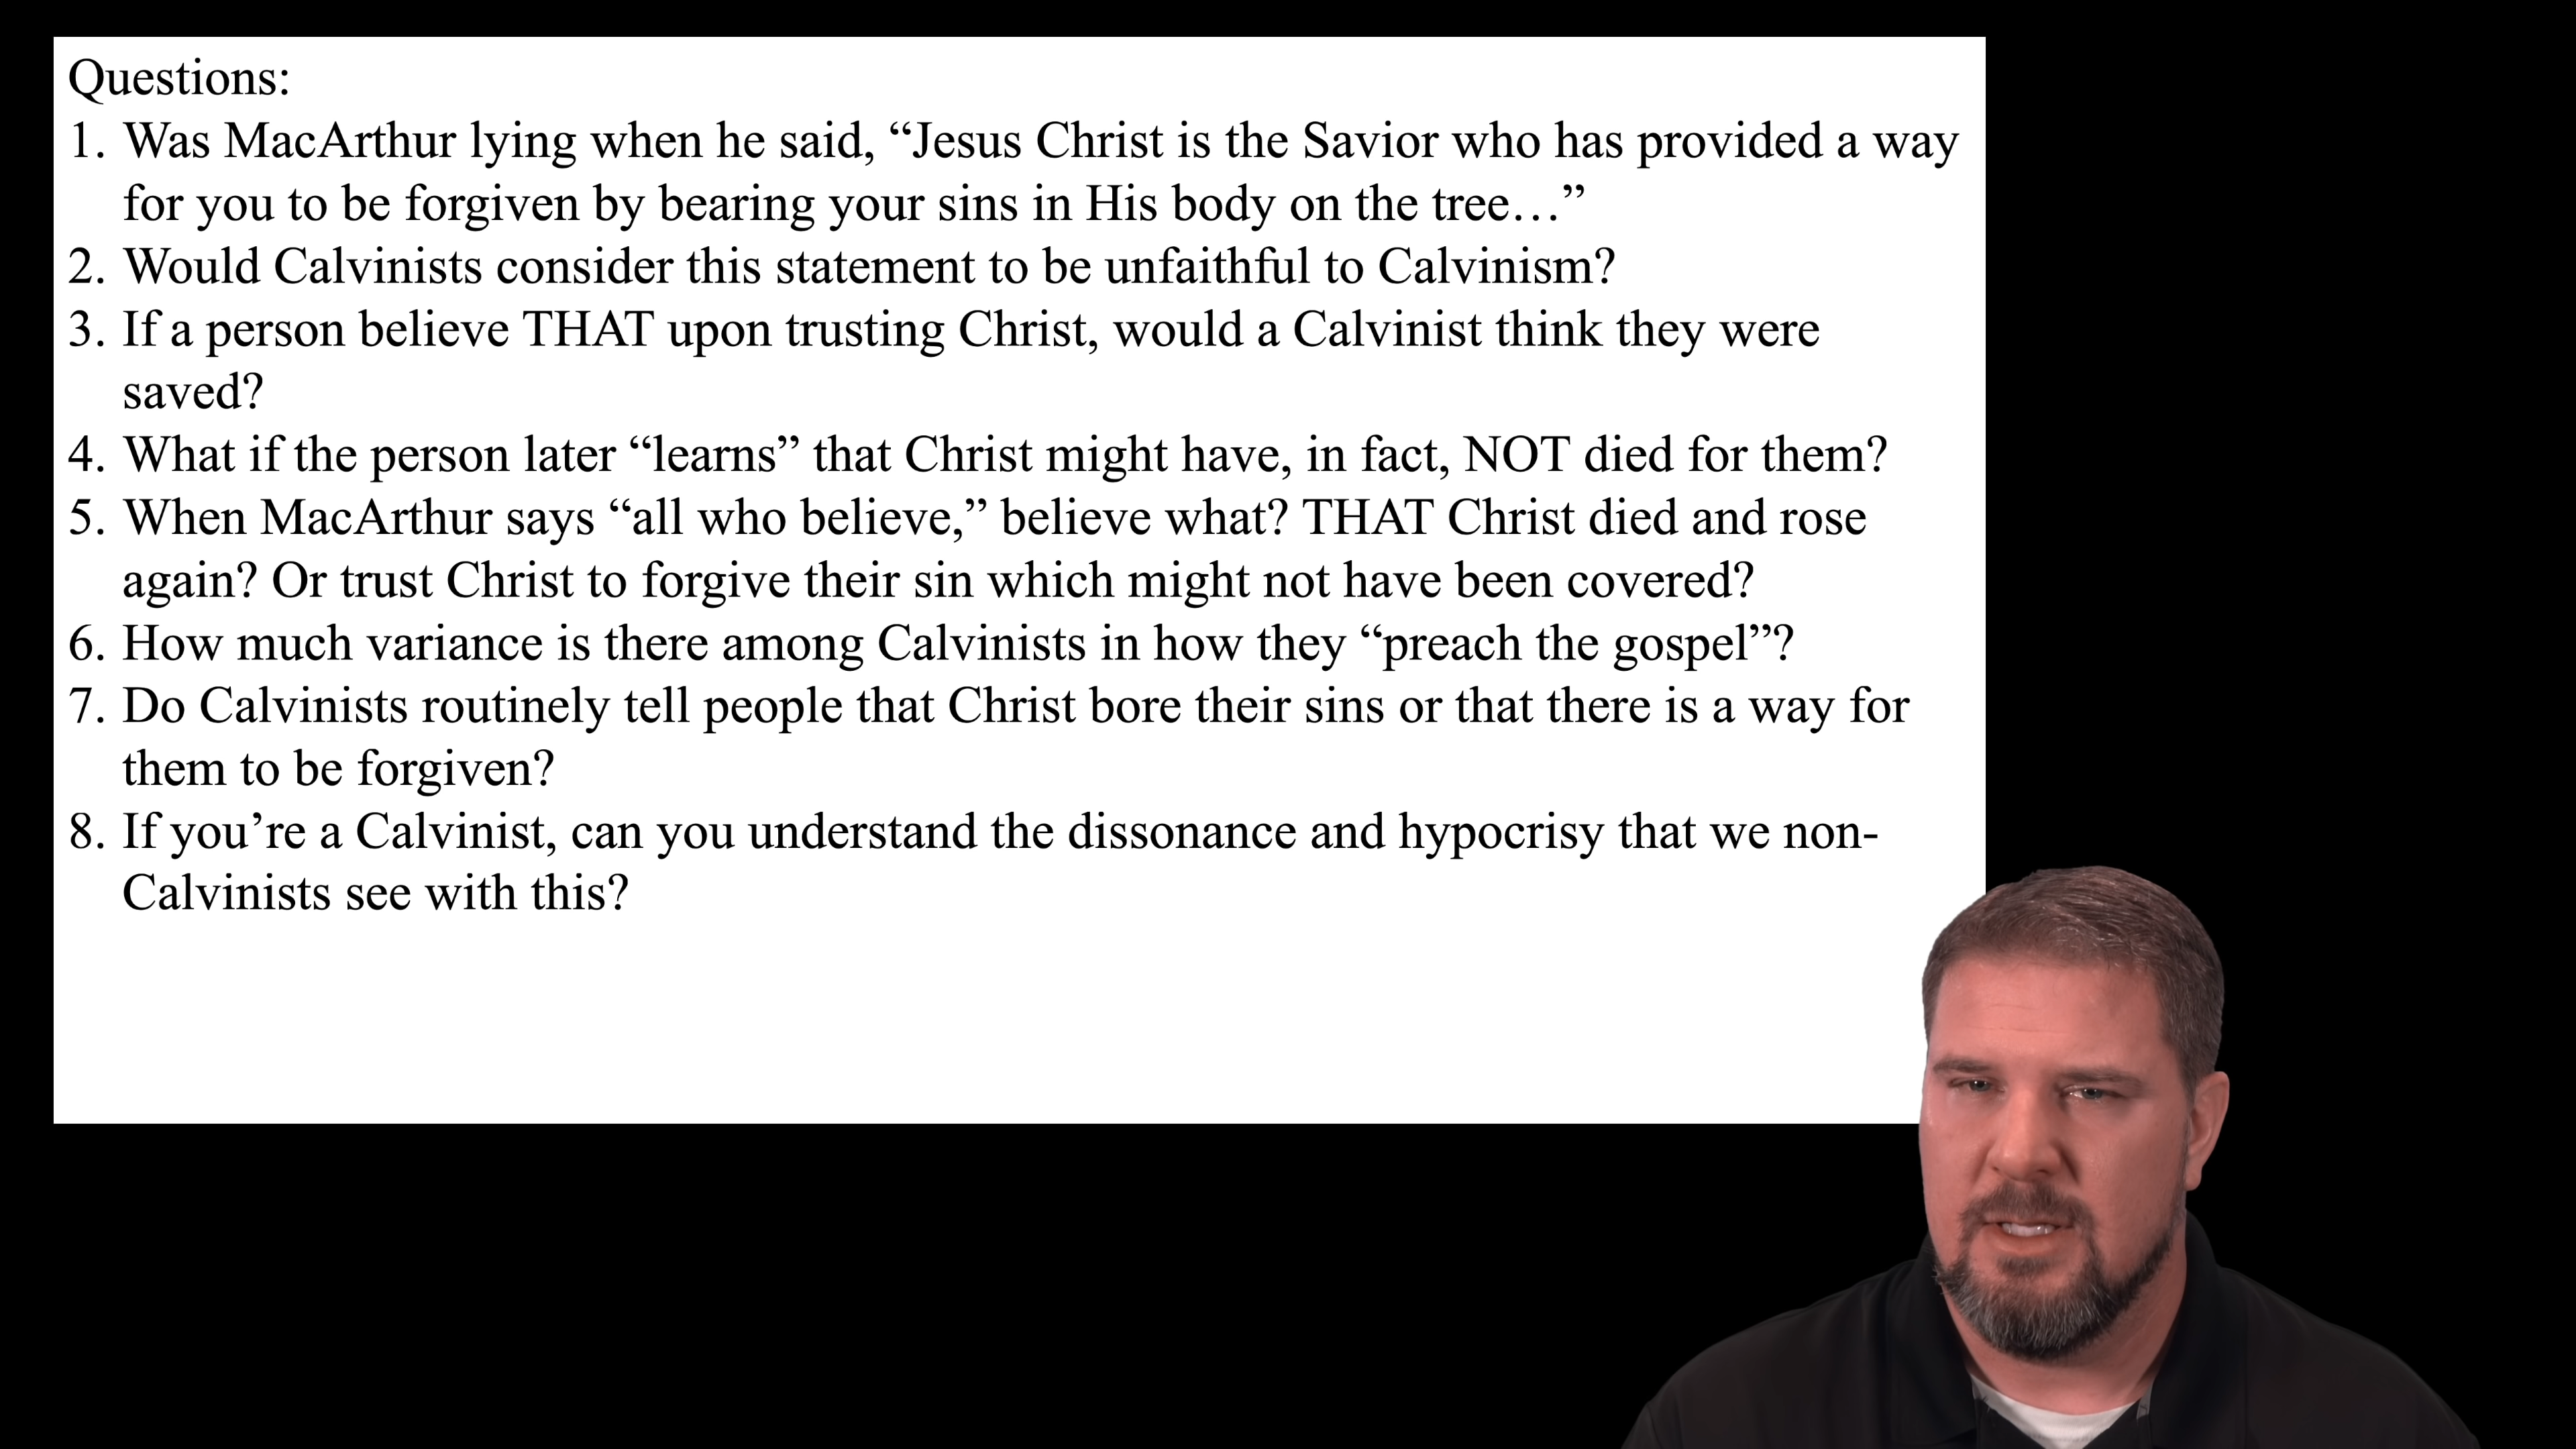 Questions:
1. Was MacArthur lying when he said, “Jesus Christ is the Savior who has provided a way
for you to be forgiven by bearing your sins in His body on the tree…”
2. Would Calvinists consider this statement to be unfaithful to Calvinism?
3. If a person believe THAT upon trusting Christ, would a Calvinist think they were
saved?
4. What if the person later “learns” that Christ might have, in fact, NOT died for them?
5. When MacArthur says “all who believe,” believe what? THAT Christ died and rose
again? Or trust Christ to forgive their sin which might not have been covered?
6. How much variance is there among Calvinists in how they “preach the gospel”?
7. Do Calvinists routinely tell people that Christ bore their sins or that there is a way for
them to be forgiven?
8. If you’re a Calvinist, can you understand the dissonance and hypocrisy that we non-
Calvinists see with this?